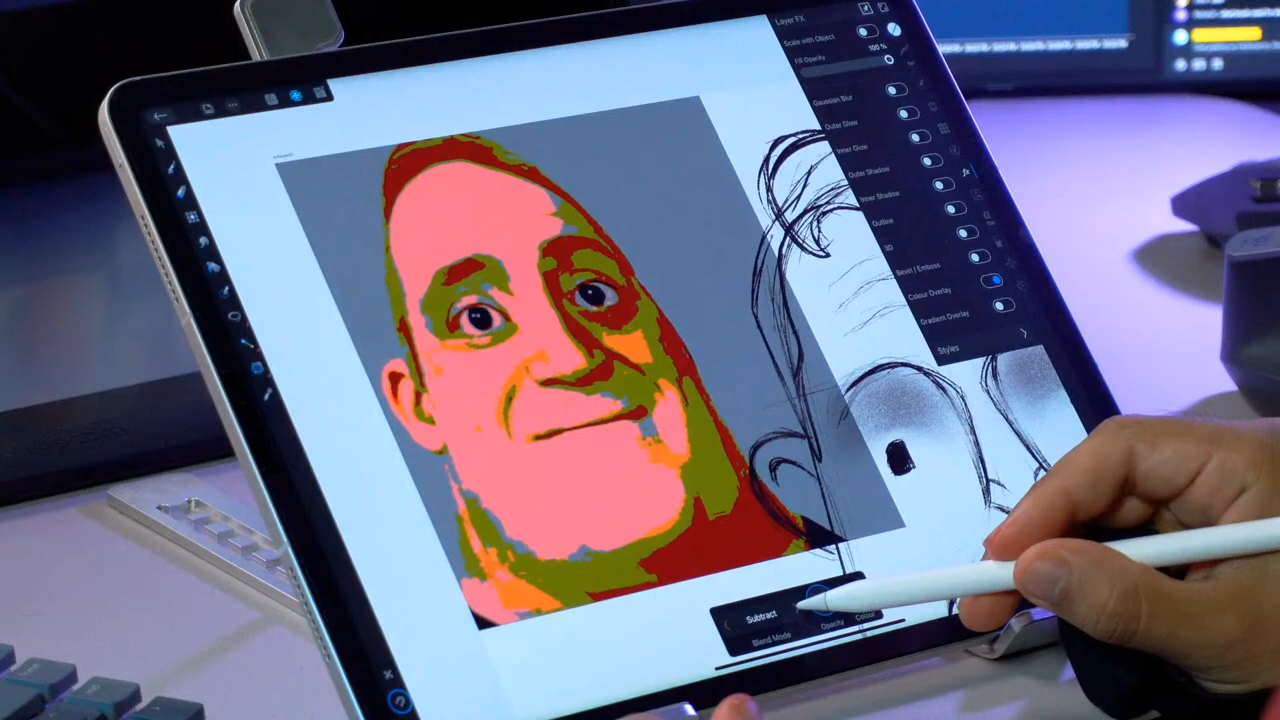 Layer FX
Scale with Object
100 %
Fill Opacity
Gaussian Blur
Outer Glow
Inner Glow
Outer Shadow
Inner Shadow
Outline
3D
Bevel / Emboss
Colour Overlay
Gradient Overlay
Styles
Subtract
Blend Mode
Opacity
Colour